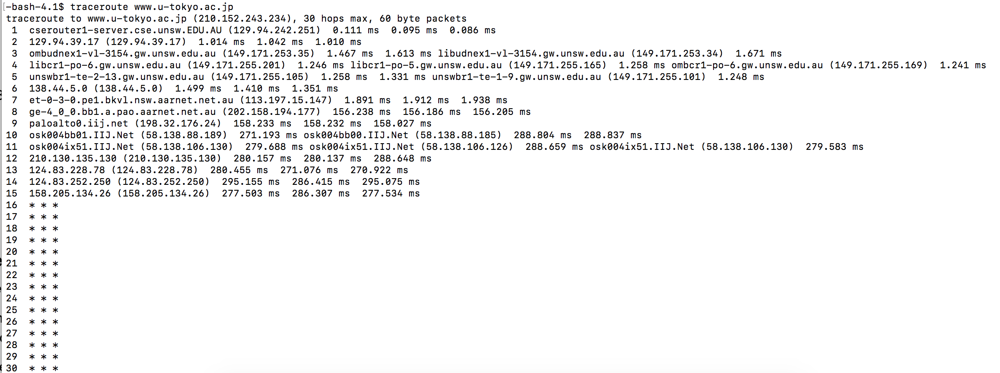 -bash-4.1$ traceroute www.u-tokyo.ac.jp
traceroute to www.u-tokyo.ac.jp (210.152.243.234), 30 hops max, 60 byte packets
 1  cserouter1-server.cse.unsw.EDU.AU (129.94.242.251)  0.111 ms  0.095 ms  0.086 ms
 2  129.94.39.17 (129.94.39.17)  1.014 ms  1.042 ms  1.010 ms
 3  ombudnex1-vl-3154.gw.unsw.edu.au (149.171.253.35)  1.467 ms  1.613 ms libudnex1-vl-3154.gw.unsw.edu.au (149.171.253.34)  1.671 ms
 4  libcr1-po-6.gw.unsw.edu.au (149.171.255.201)  1.246 ms libcr1-po-5.gw.unsw.edu.au (149.171.255.165)  1.258 ms ombcr1-po-6.gw.unsw.edu.au (149.171.255.169)  1.241 ms
 5  unswbr1-te-2-13.gw.unsw.edu.au (149.171.255.105)  1.258 ms  1.331 ms unswbr1-te-1-9.gw.unsw.edu.au (149.171.255.101)  1.248 ms
 6  138.44.5.0 (138.44.5.0)  1.499 ms  1.410 ms  1.351 ms
 7  et-0-3-0.pe1.bkvl.nsw.aarnet.net.au (113.197.15.147)  1.891 ms  1.912 ms  1.938 ms
 8  ge-4_0_0.bb1.a.pao.aarnet.net.au (202.158.194.177)  156.238 ms  156.186 ms  156.205 ms
 9  paloalto0.iij.net (198.32.176.24)  158.233 ms  158.232 ms  158.027 ms
10  osk004bb01.IIJ.Net (58.138.88.189)  271.193 ms osk004bb00.IIJ.Net (58.138.88.185)  288.804 ms  288.837 ms
11  osk004ix51.IIJ.Net (58.138.106.130)  279.688 ms osk004ix51.IIJ.Net (58.138.106.126)  288.659 ms osk004ix51.IIJ.Net (58.138.106.130)  279.583 ms
12  210.130.135.130 (210.130.135.130)  280.157 ms  280.137 ms  288.648 ms
13  124.83.228.78 (124.83.228.78)  280.455 ms  271.076 ms  270.922 ms
14  124.83.252.250 (124.83.252.250)  295.155 ms  286.415 ms  295.075 ms
15  158.205.134.26 (158.205.134.26)  277.503 ms  286.307 ms  277.534 ms
16  * * *
17  * * *
18  * * *
19  * * *
20  * * *
21  * * *
22  * * *
23  * * *
24  * * *
25  * * *
26  * * *
27  * * *
28  * * *
29  * * *
30  * * *